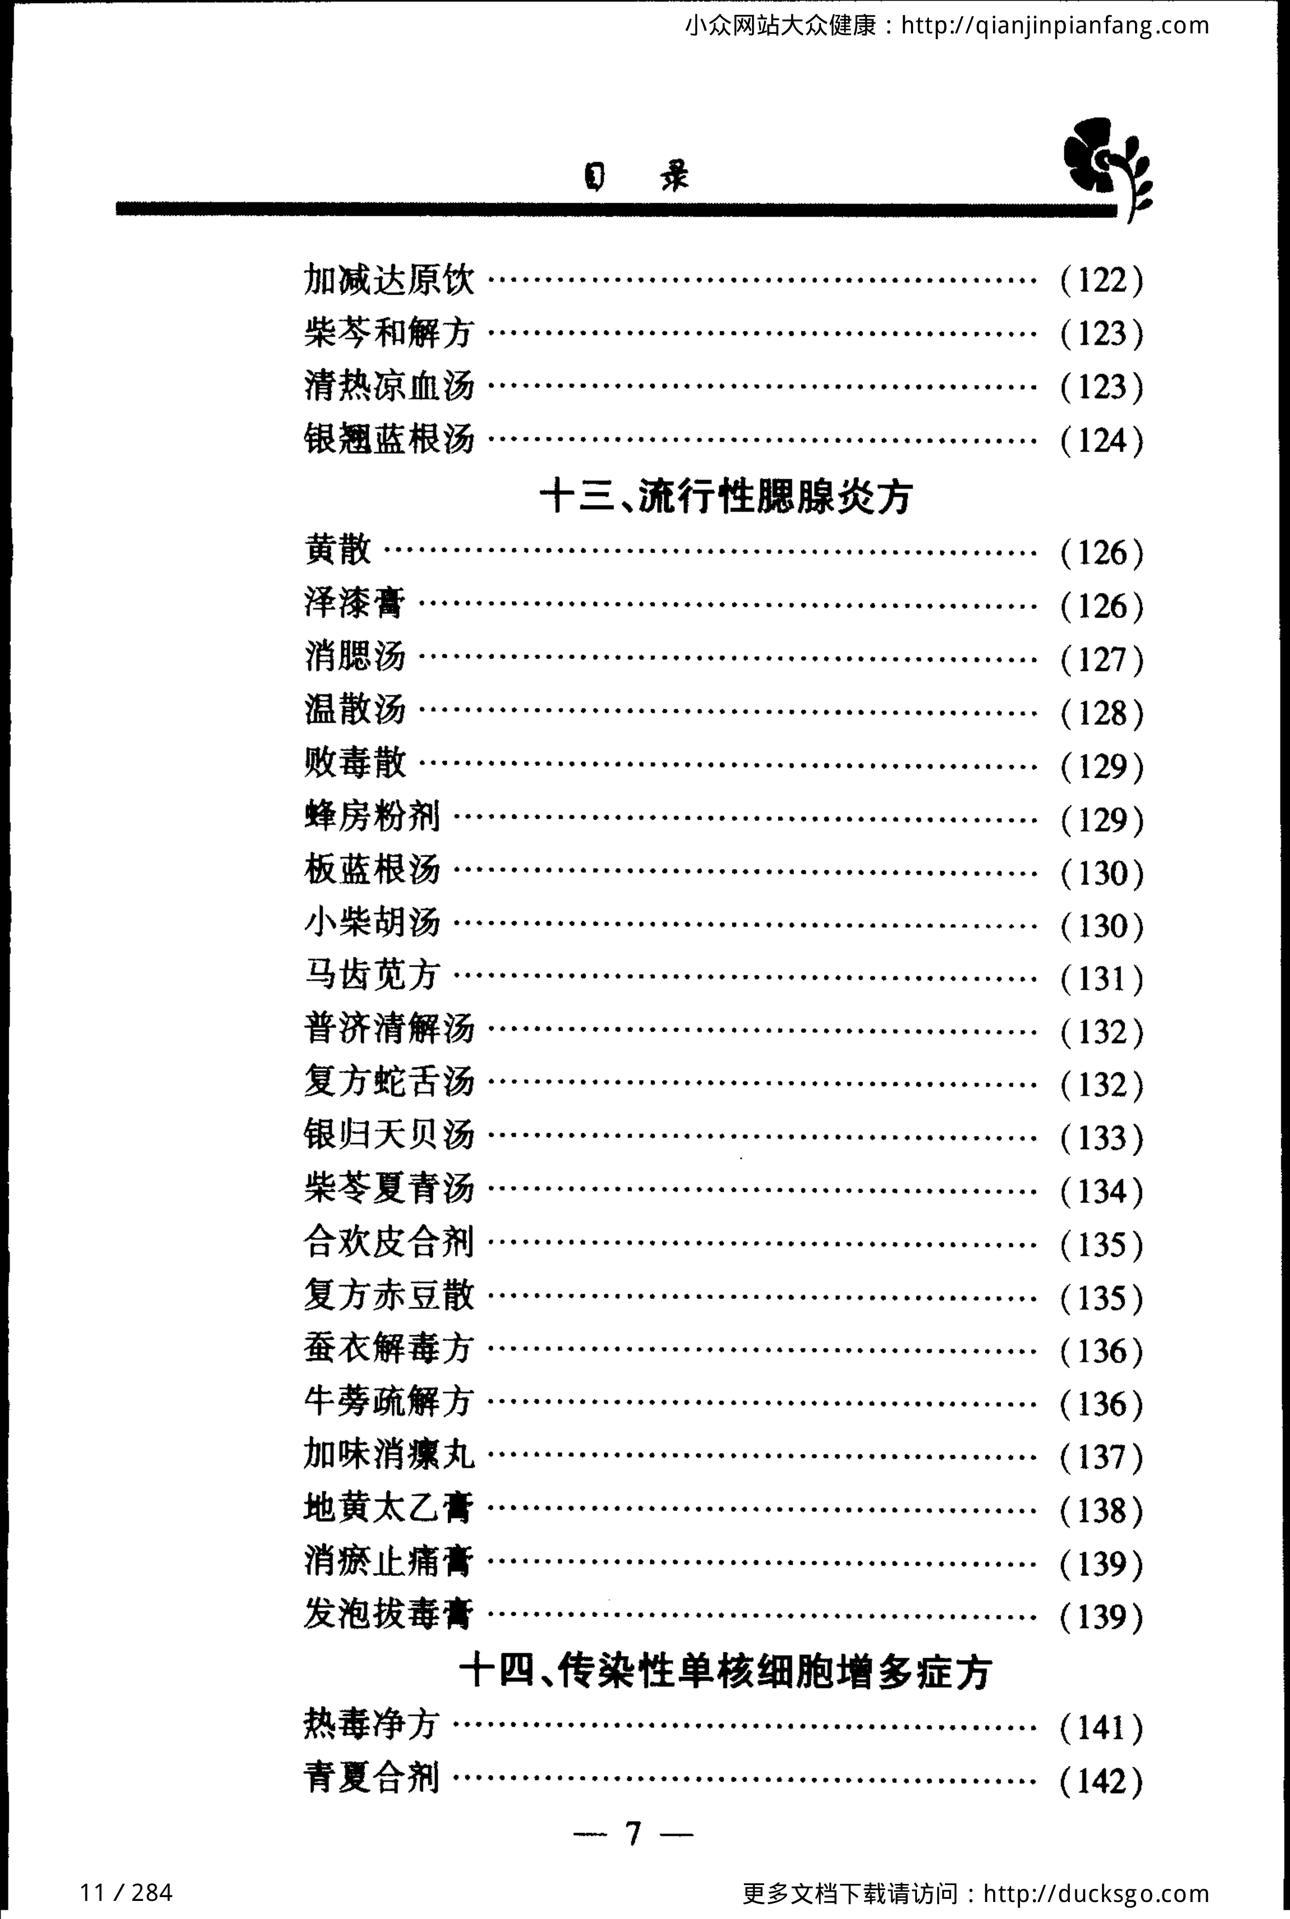 小众网站大众健康：http://qianjinpianfang.com
目 录
加减达原饮 …………………………………………… (122)
柴芩和解方 …………………………………………… (123)
清热凉血汤 …………………………………………… (123)
银翘蓝根汤 …………………………………………… (124)
十三、流行性腮腺炎方
黄散 …………………………………………… (126)
泽漆膏 …………………………………………… (126)
消腮汤 …………………………………………… (127)
温散汤 …………………………………………… (128)
败毒散 …………………………………………… (129)
蜂房粉剂 …………………………………………… (129)
板蓝根汤 …………………………………………… (130)
小柴胡汤 …………………………………………… (130)
马齿苋方 …………………………………………… (131)
普济清解汤 …………………………………………… (132)
复方蛇舌汤 …………………………………………… (132)
银归天贝汤 …………………………………………… (133)
柴苓夏青汤 …………………………………………… (134)
合欢皮合剂 …………………………………………… (135)
复方赤豆散 …………………………………………… (135)
蚕衣解毒方 …………………………………………… (136)
牛蒡疏解方 …………………………………………… (136)
加味消瘰丸 …………………………………………… (137)
地黄太乙膏 …………………………………………… (138)
消瘀止痛膏 …………………………………………… (139)
发泡拔毒膏 …………………………………………… (139)
十四、传染性单核细胞增多症方
热毒净方 …………………………………………… (141)
青夏合剂 …………………………………………… (142)
— 7 —
11 / 284
更多文档下载请访问：http://ducksgo.com